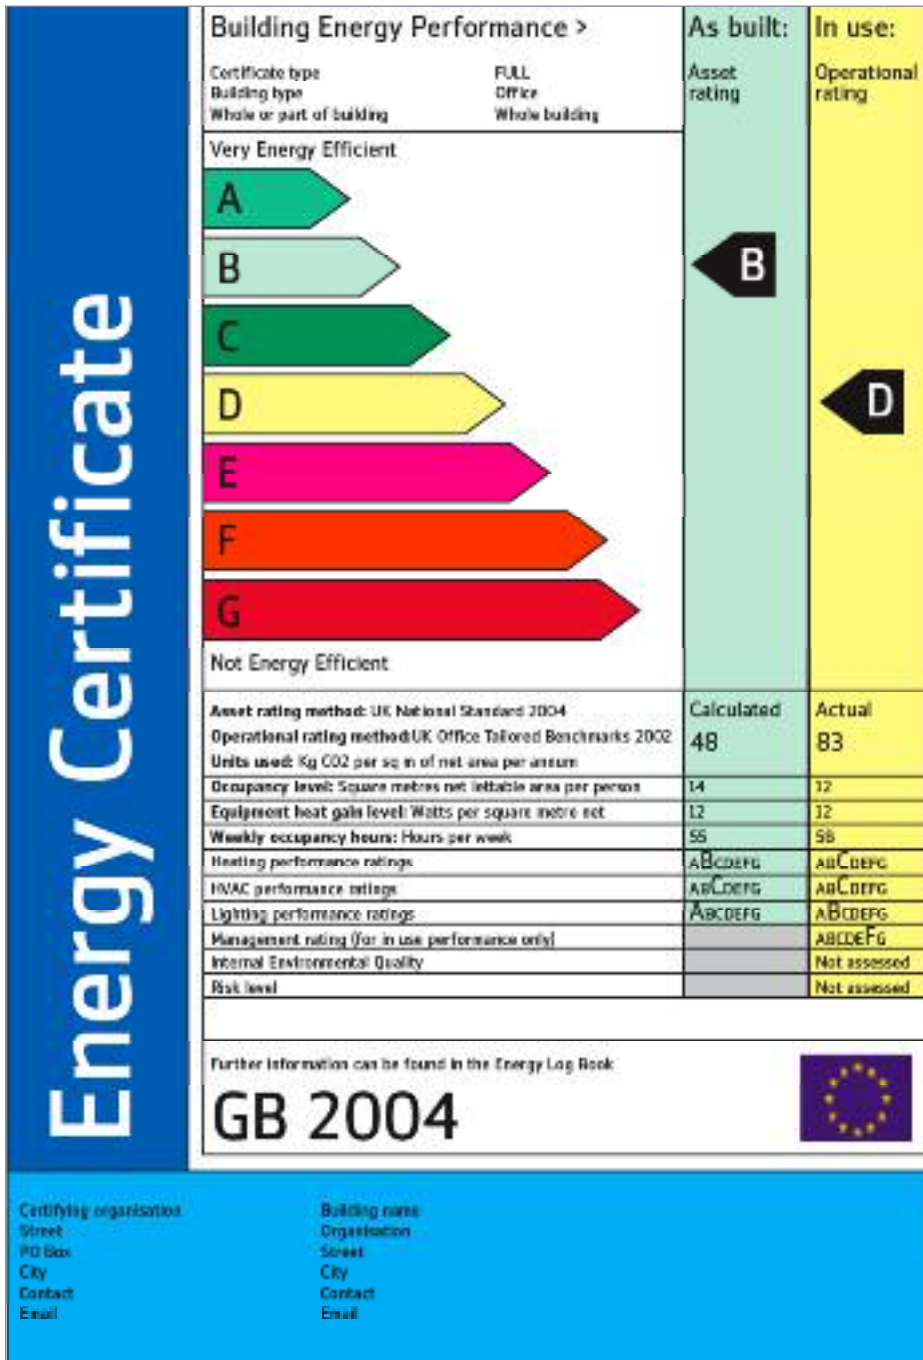 Energy Certificate
Building Energy Performance >
Certificate type FULL
Building type Office
Whole or part of building Whole building
As built:
Asset
rating
In use:
Operational
rating
Very Energy Efficient
A
B
C
D
E
F
G
B
D
Not Energy Efficient
Asset rating method: UK National Standard 2004
Operational rating method:UK Office Tailored Benchmarks 2002
Units used: Kg CO2 per sq m of net area per annum
Calculated
48
Actual
83
Occupancy level: Square metres net lettable area per person 14 12
Equipment heat gain level: Watts per square metre net 12 12
Weekly occupancy hours: Hours per week 55 58
Heating performance ratings ABCDEFG ABCDEFG
HVAC performance ratings ABCDEFG ABCDEFG
Lighting performance ratings ABCDEFG ABCDEFG
Management rating (for in use performance only) ABCDEFG
Internal Environmental Quality Not assessed
Risk level Not assessed
Further information can be found in the Energy Log Book
GB 2004
Certifying organisation
Street
PO Box
City
Contact
Email
Building name
Organisation
Street
City
Contact
Email